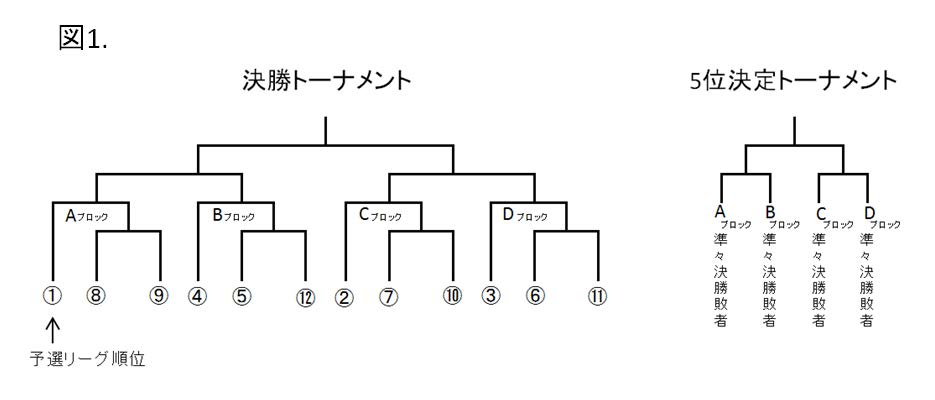 図1.
決勝トーナメント
5位決定トーナメント
Aブロック
Bブロック
Cブロック
Dブロック
①
⑧
⑨
④
⑤
⑫
②
⑦
⑩
③
⑥
⑪
予選リーグ順位
Aブロック準々決勝敗者
Bブロック準々決勝敗者
Cブロック準々決勝敗者
Dブロック準々決勝敗者